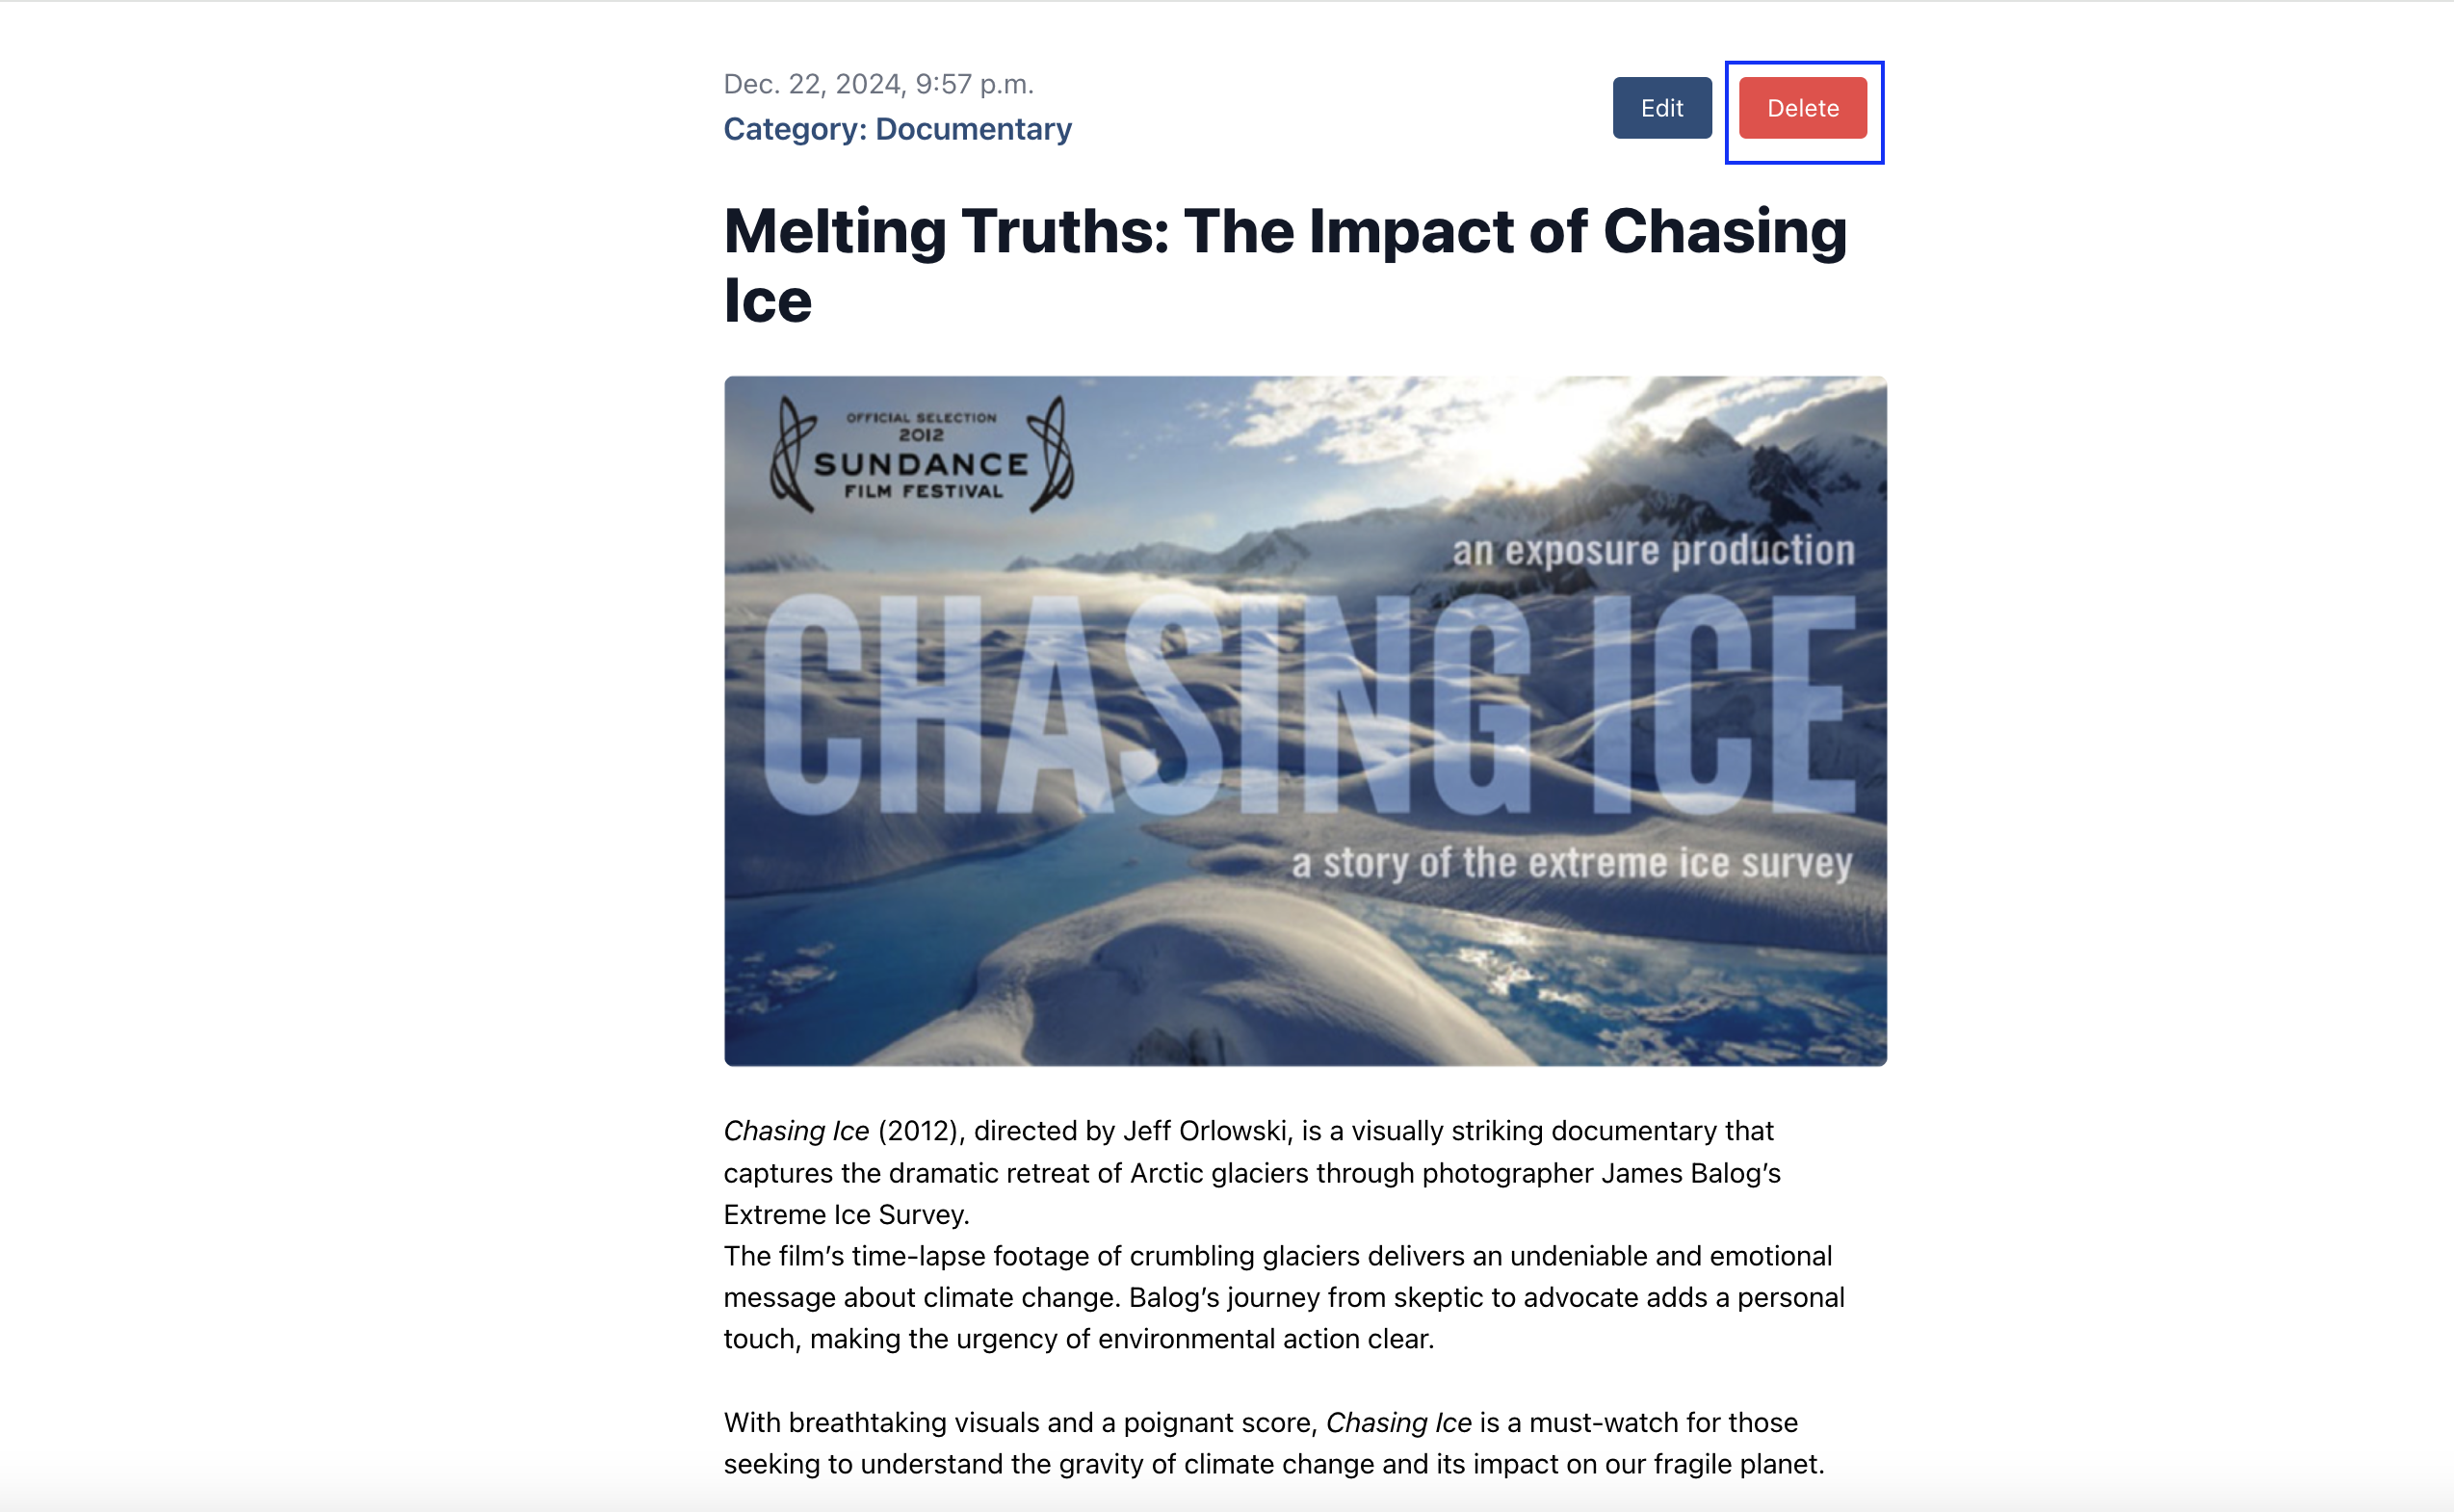 Dec. 22, 2024, 9:57 p.m.
Category: Documentary
Edit
Delete
Melting Truths: The Impact of Chasing
Ice
OFFICIAL SELECTION
2012
SUNDANCE
FILM FESTIVAL
an exposure production
CHASING ICE
a story of the extreme ice survey
Chasing Ice (2012), directed by Jeff Orlowski, is a visually striking documentary that
captures the dramatic retreat of Arctic glaciers through photographer James Balog’s
Extreme Ice Survey.
The film’s time-lapse footage of crumbling glaciers delivers an undeniable and emotional
message about climate change. Balog’s journey from skeptic to advocate adds a personal
touch, making the urgency of environmental action clear.
With breathtaking visuals and a poignant score, Chasing Ice is a must-watch for those
seeking to understand the gravity of climate change and its impact on our fragile planet.